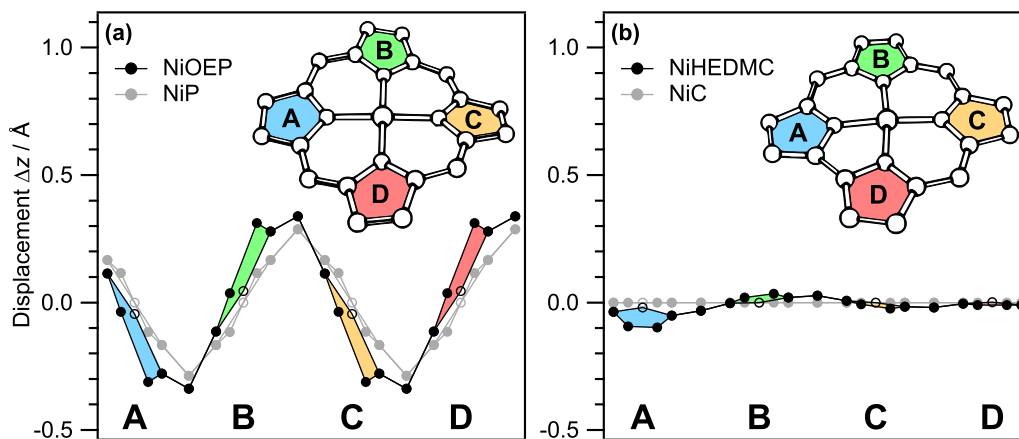 (a)
NiOEP
NiP
B
A
C
D
1.0
0.5
0.0
-0.5
Displacement Δz / Å
A B C D
(b)
NiHEDMC
NiC
B
A
C
D
1.0
0.5
0.0
-0.5
A B C D